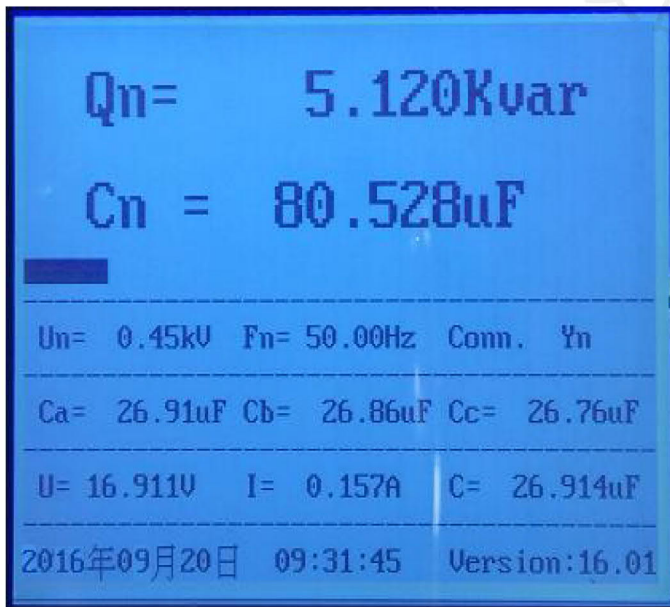 Qn= 5.120Kvar
Cn = 80.528uF
Un= 0.45kV Fn= 50.00Hz Conn. Yn
Ca= 26.91uF Cb= 26.86uF Cc= 26.76uF
U= 16.911V I= 0.157A C= 26.914uF
2016年09月20日 09:31:45 Version:16.01